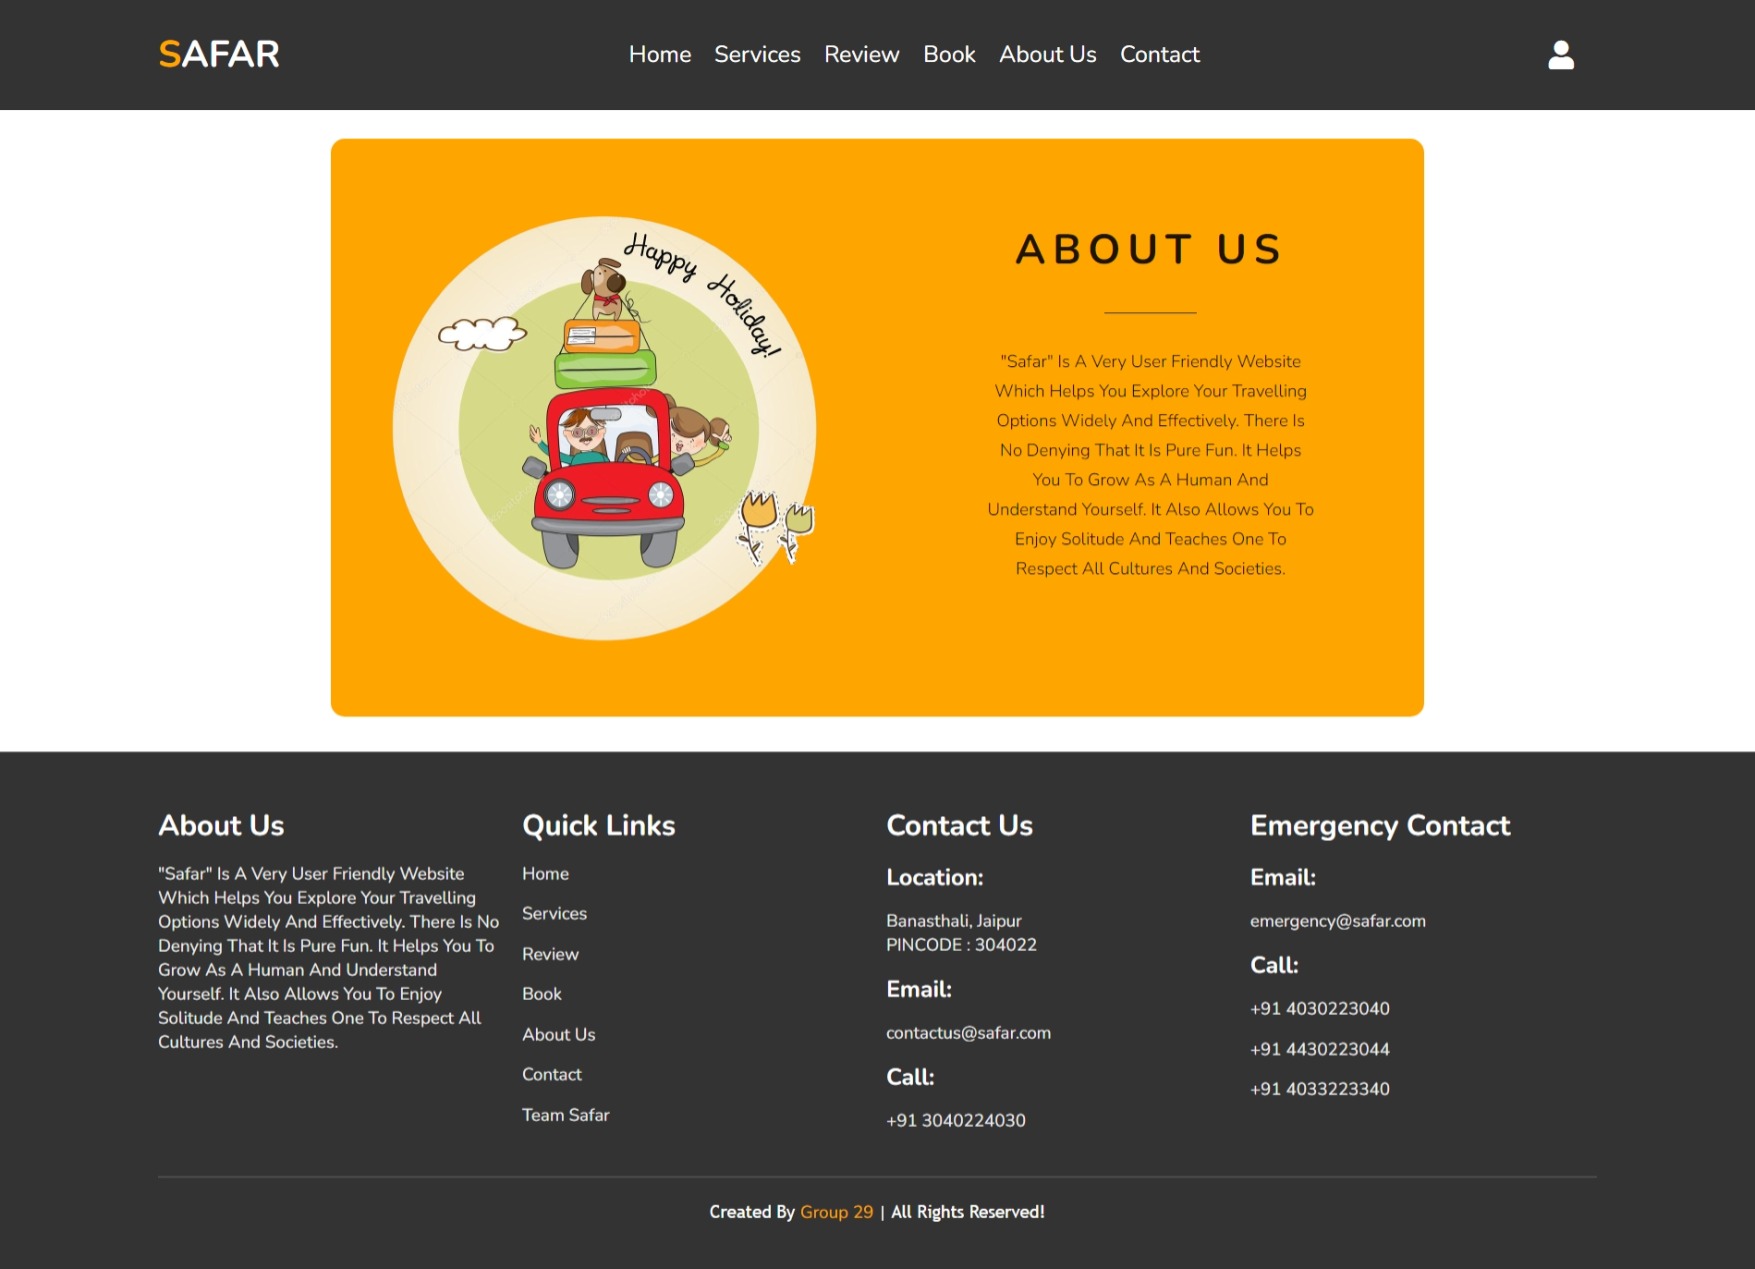 SAFAR
Home Services Review Book About Us Contact
Happy Holiday!
ABOUT US
"Safar" Is A Very User Friendly Website
Which Helps You Explore Your Travelling
Options Widely And Effectively. There Is
No Denying That It Is Pure Fun. It Helps
You To Grow As A Human And
Understand Yourself. It Also Allows You To
Enjoy Solitude And Teaches One To
Respect All Cultures And Societies.
About Us
"Safar" Is A Very User Friendly Website
Which Helps You Explore Your Travelling
Options Widely And Effectively. There Is No
Denying That It Is Pure Fun. It Helps You To
Grow As A Human And Understand
Yourself. It Also Allows You To Enjoy
Solitude And Teaches One To Respect All
Cultures And Societies.
Quick Links
Home
Services
Review
Book
About Us
Contact
Team Safar
Contact Us
Location:
Banasthali, Jaipur
PINCODE : 304022
Email:
contactus@safar.com
Call:
+91 3040224030
Emergency Contact
Email:
emergency@safar.com
Call:
+91 4030223040
+91 4430223044
+91 4033223340
Created By Group 29 | All Rights Reserved!